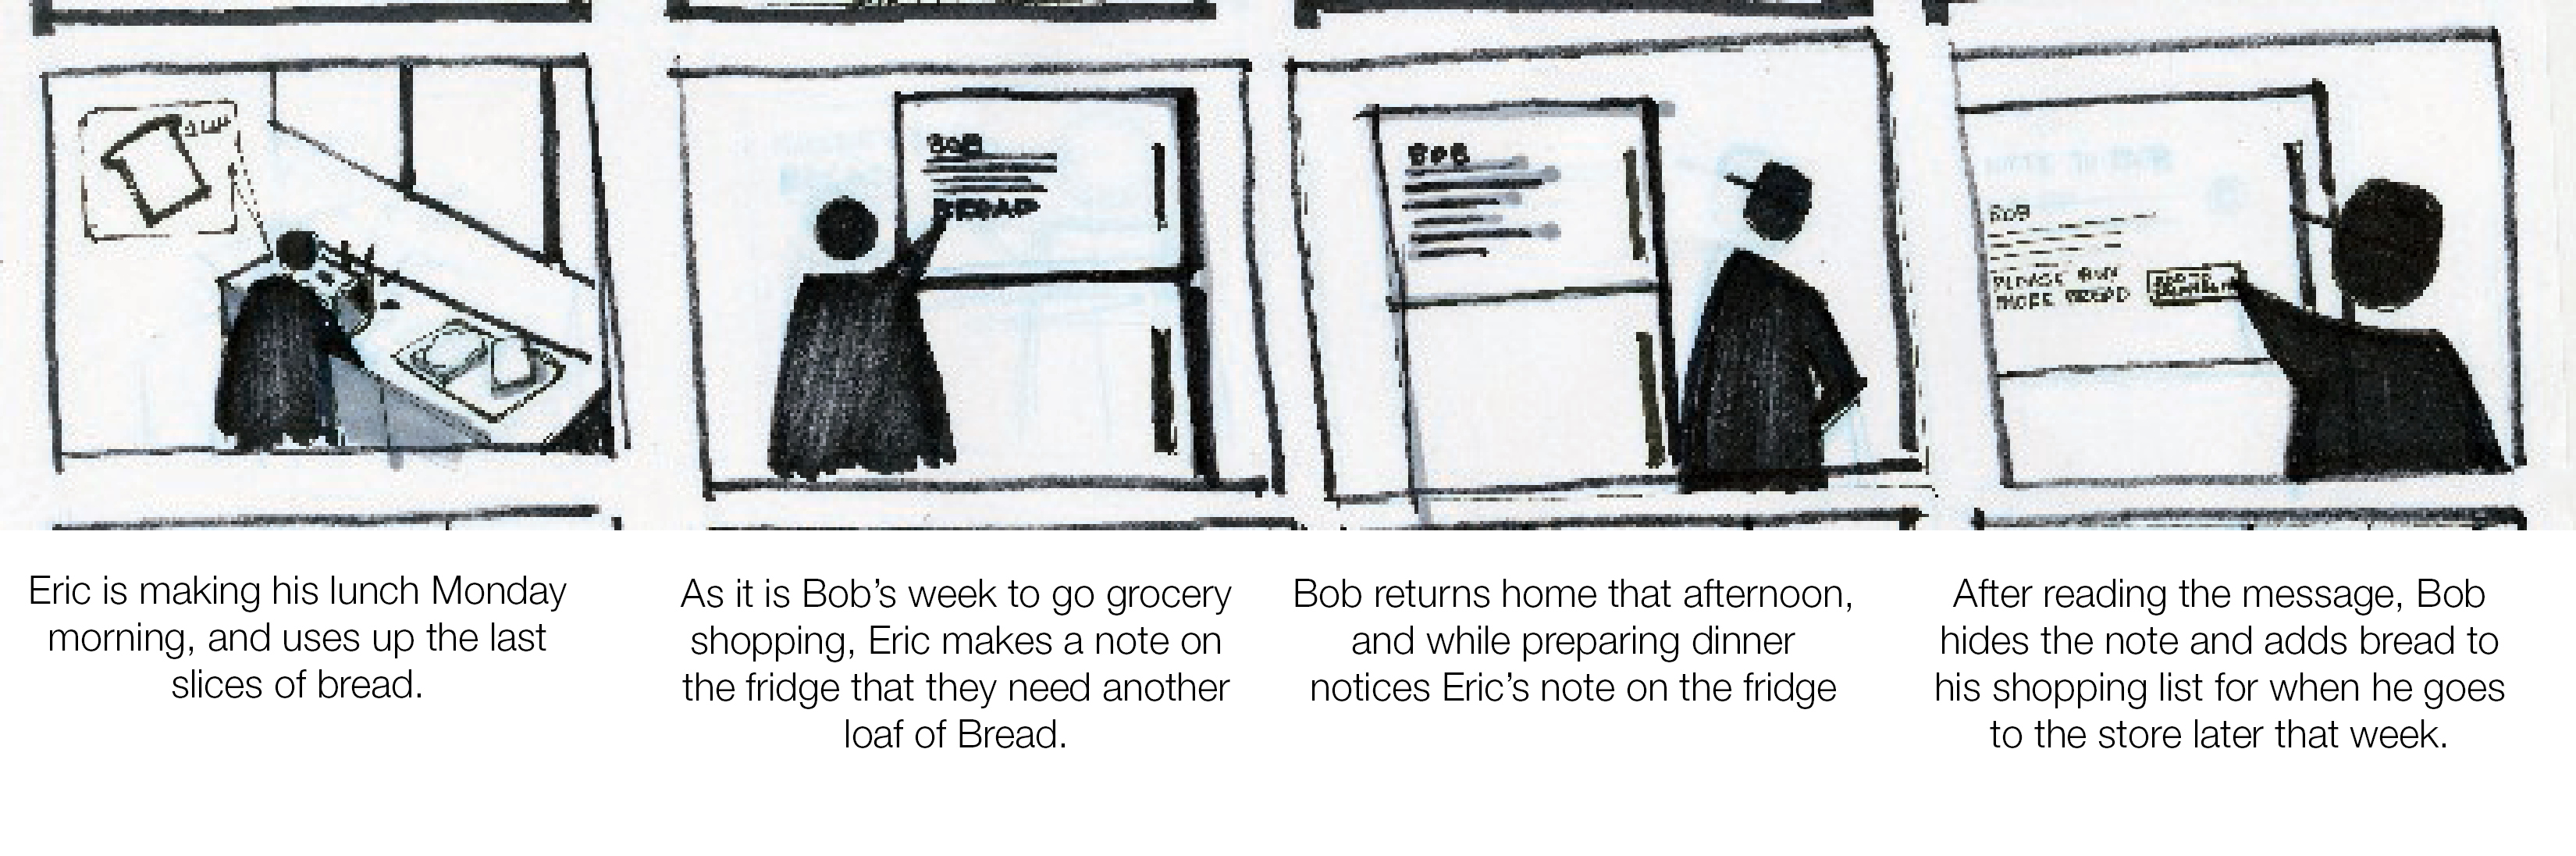 BOB
BREAD
BOB
BOB
PLEASE BUY
MORE BREAD
Eric is making his lunch Monday
morning, and uses up the last
slices of bread.
As it is Bob’s week to go grocery
shopping, Eric makes a note on
the fridge that they need another
loaf of Bread.
Bob returns home that afternoon,
and while preparing dinner
notices Eric’s note on the fridge
After reading the message, Bob
hides the note and adds bread to
his shopping list for when he goes
to the store later that week.